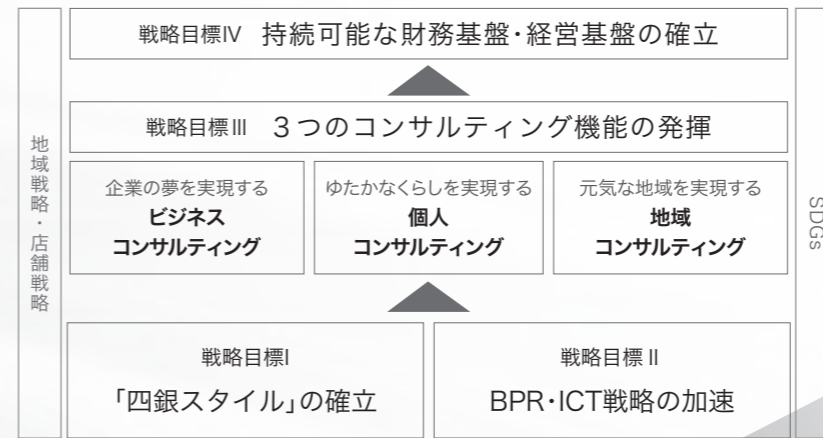 戦略目標Ⅳ 持続可能な財務基盤・経営基盤の確立
戦略目標Ⅲ 3つのコンサルティング機能の発揮
地域戦略・店舗戦略
企業の夢を実現する
ビジネス
コンサルティング
ゆたかなくらしを実現する
個人
コンサルティング
元気な地域を実現する
地域
コンサルティング
SDGs
戦略目標Ⅰ
「四銀スタイル」の確立
戦略目標Ⅱ
BPR・ICT戦略の加速